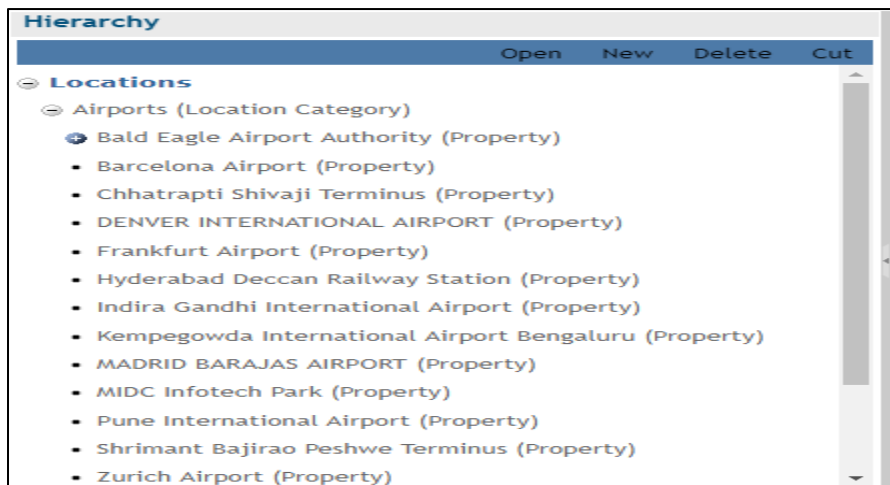 Hierarchy
Open New Delete Cut
Locations
Airports (Location Category)
Bald Eagle Airport Authority (Property)
Barcelona Airport (Property)
Chhatrapti Shivaji Terminus (Property)
DENVER INTERNATIONAL AIRPORT (Property)
Frankfurt Airport (Property)
Hyderabad Deccan Railway Station (Property)
Indira Gandhi International Airport (Property)
Kempegowda International Airport Bengaluru (Property)
MADRID BARAJAS AIRPORT (Property)
MIDC Infotech Park (Property)
Pune International Airport (Property)
Shrimant Bajirao Peshwe Terminus (Property)
Zurich Airport (Property)